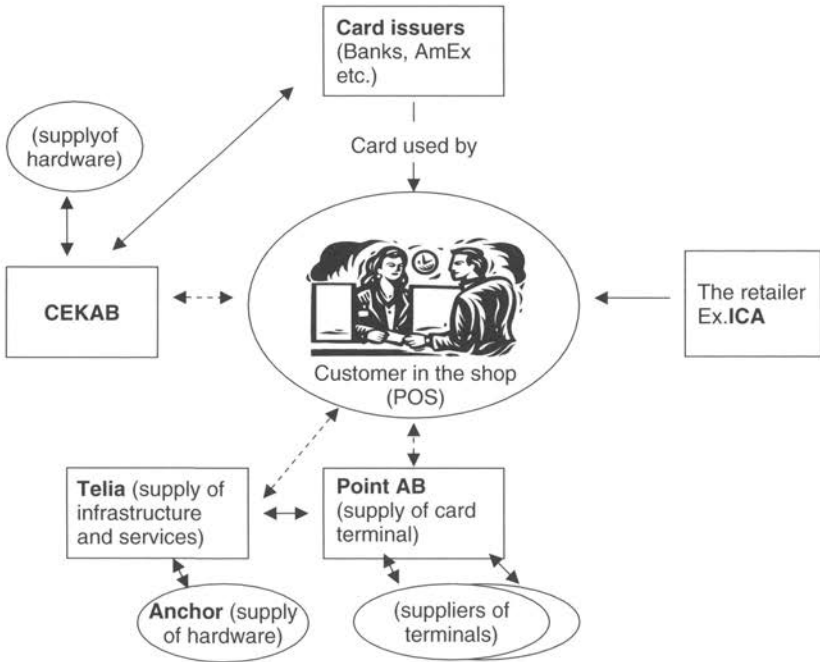 Card issuers
(Banks, AmEx
etc.)
Card used by
(supplyof
hardware)
CEKAB
The retailer
Ex.ICA
Customer in the shop
(POS)
Telia (supply of
infrastructure
and services)
Point AB
(supply of card
terminal)
Anchor (supply
of hardware)
(suppliers of
terminals)